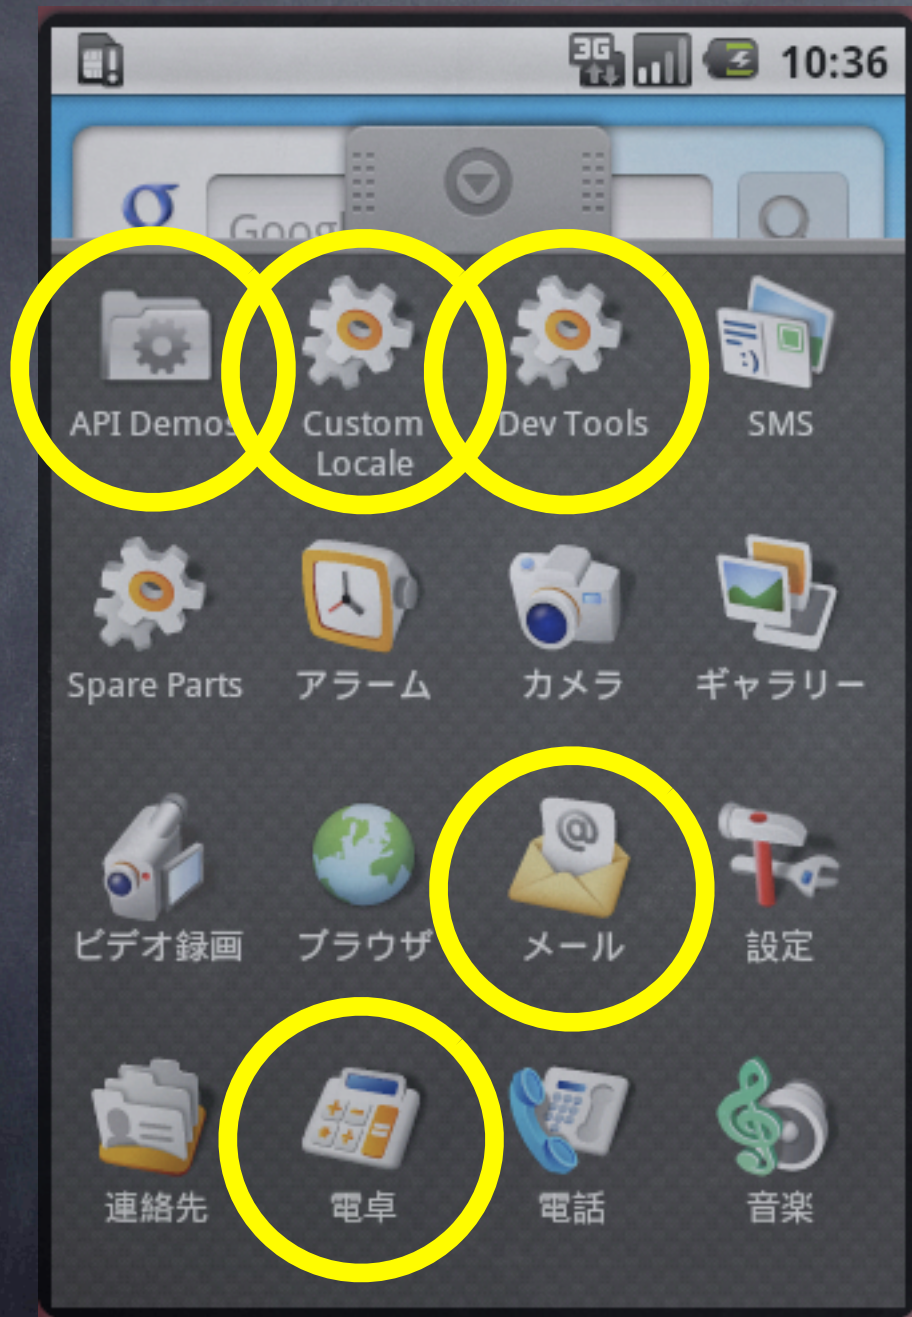 3G 10:36
Googl
API Demos Custom Locale Dev Tools SMS
Spare Parts アラーム カメラ ギャラリー
ビデオ録画 ブラウザ メール 設定
連絡先 電卓 電話 音楽